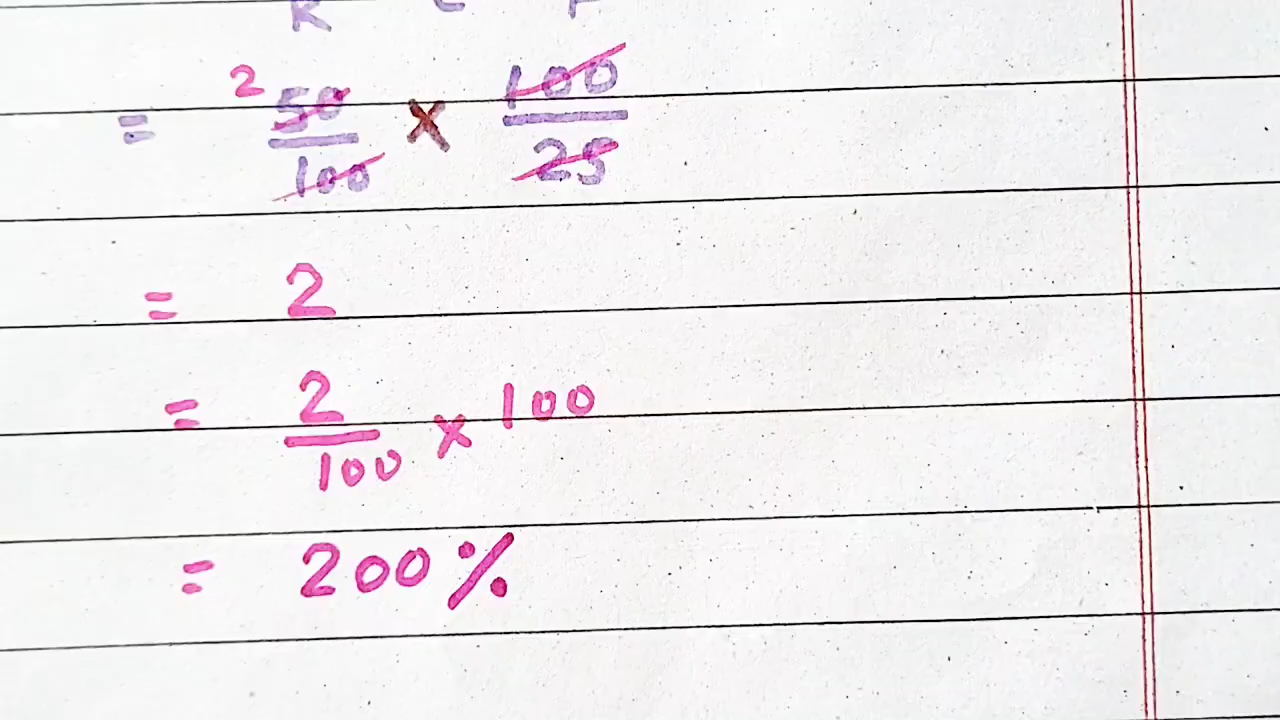 = 2 50/100 × 100/25
= 2
= 2/100 × 100
= 200%